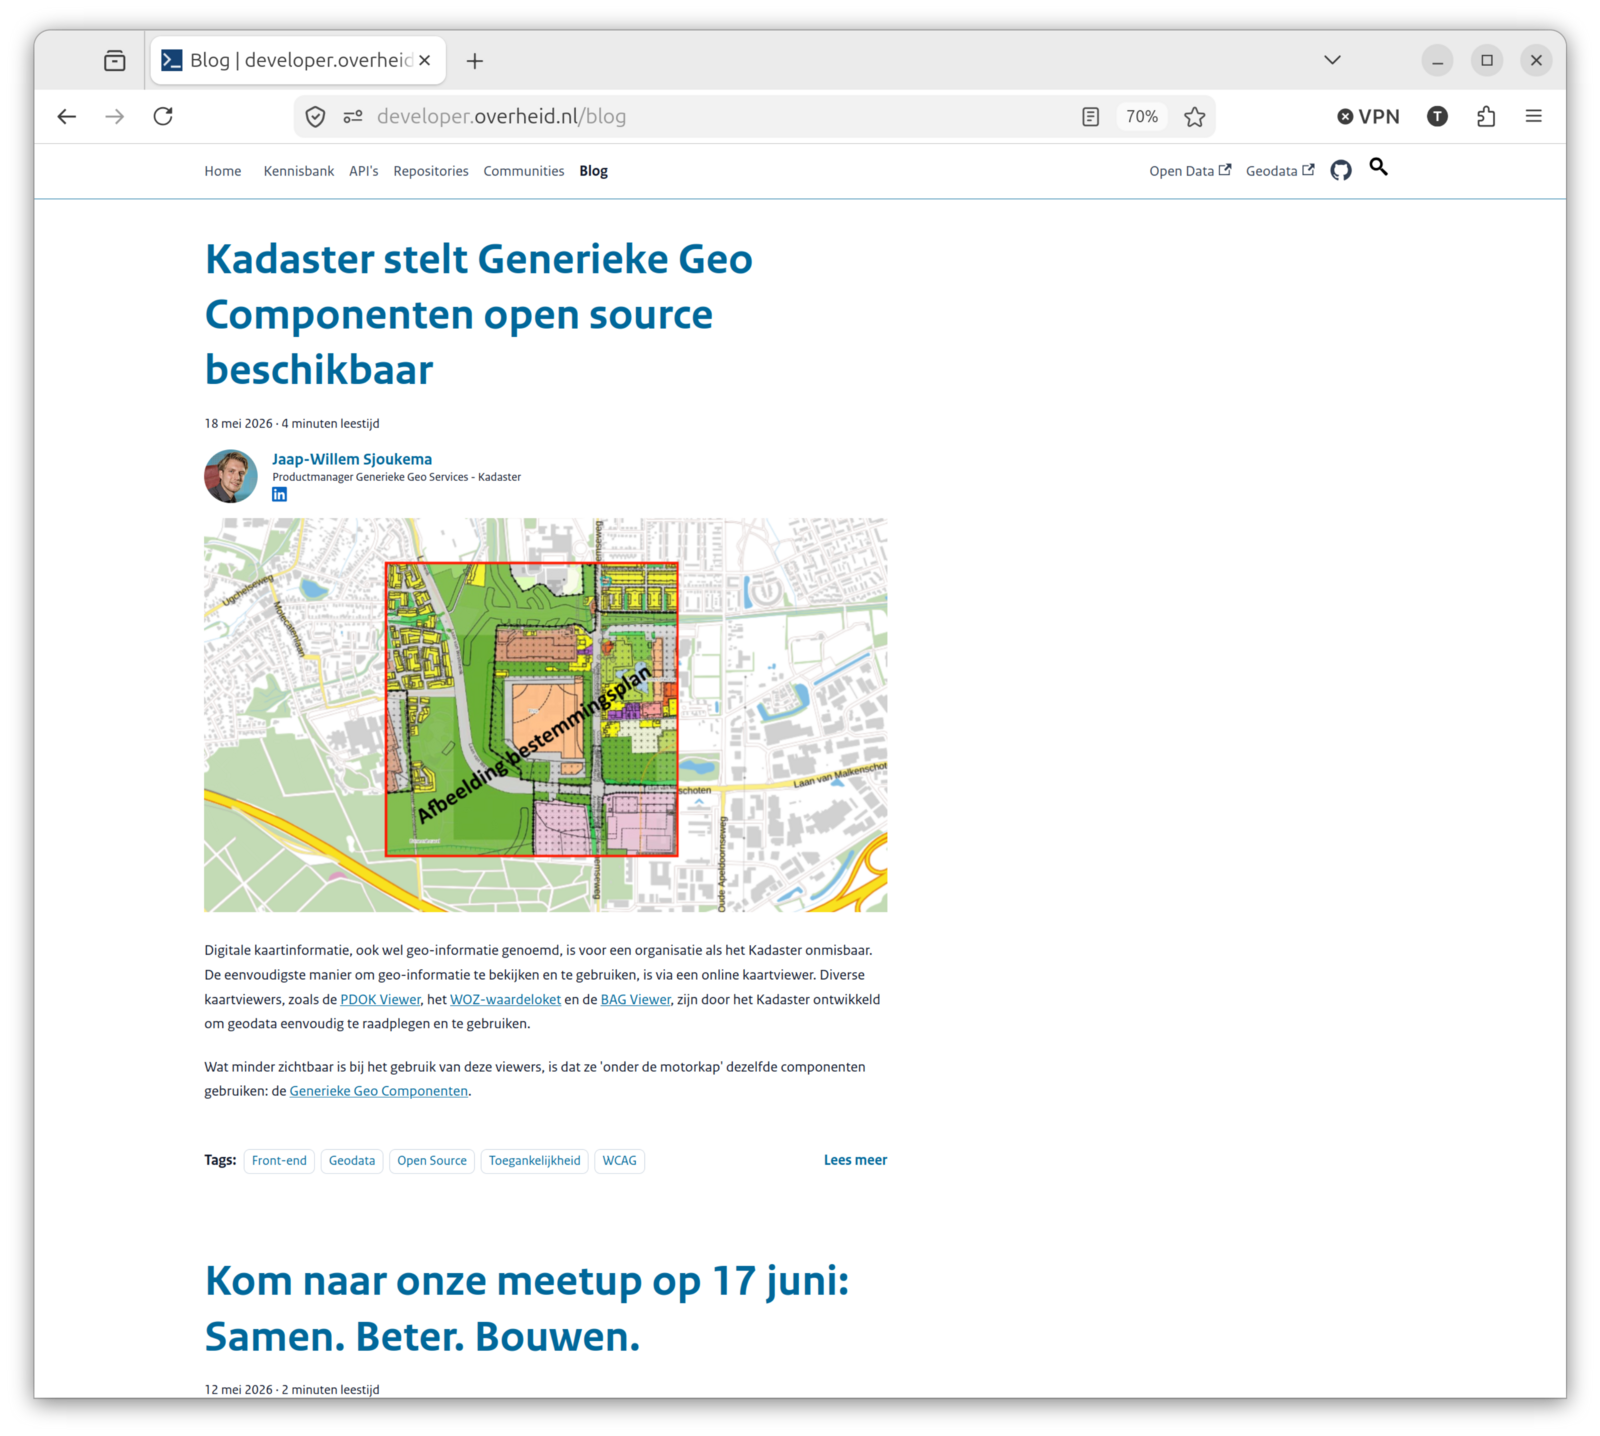 Blog | developer.overheid
developer.overheid.nl/blog
70%
VPN
T
Home Kennisbank API's Repositories Communities Blog Open Data Geodata
Kadaster stelt Generieke Geo
Componenten open source
beschikbaar
18 mei 2026 · 4 minuten leestijd
Jaap-Willem Sjoukema
Productmanager Generieke Geo Services - Kadaster
in
Ugchelseweg
Molecatenlaan
emseweg
Afbeelding bestemmingsplan
schoten
Laan van Malkenschot
Oude Apeldoornseweg
enseweg
Digitale kaartinformatie, ook wel geo-informatie genoemd, is voor een organisatie als het Kadaster onmisbaar.
De eenvoudigste manier om geo-informatie te bekijken en te gebruiken, is via een online kaartviewer. Diverse
kaartviewers, zoals de PDOK Viewer, het WOZ-waardeloket en de BAG Viewer, zijn door het Kadaster ontwikkeld
om geodata eenvoudig te raadplegen en te gebruiken.
Wat minder zichtbaar is bij het gebruik van deze viewers, is dat ze 'onder de motorkap' dezelfde componenten
gebruiken: de Generieke Geo Componenten.
Tags: Front-end Geodata Open Source Toegankelijkheid WCAG Lees meer
Kom naar onze meetup op 17 juni:
Samen. Beter. Bouwen.
12 mei 2026 · 2 minuten leestijd